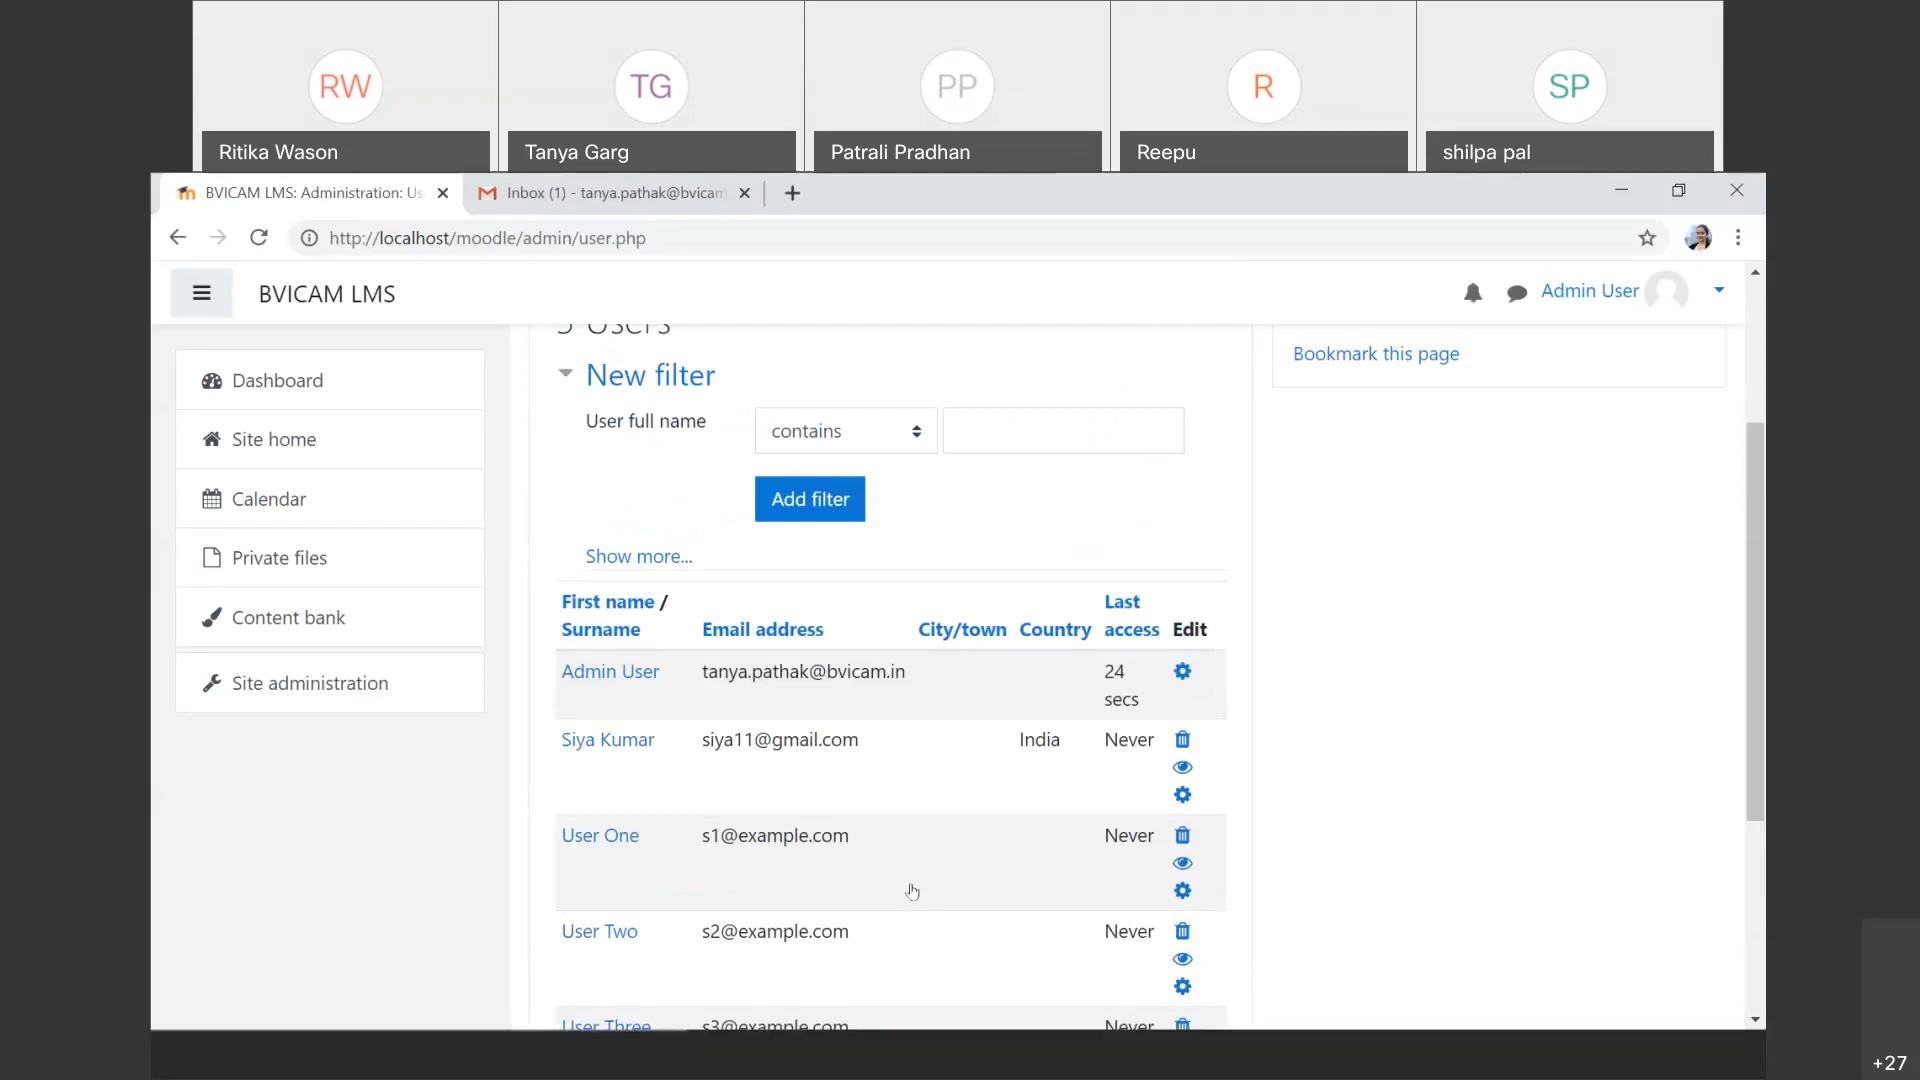 RW
TG
PP
R
SP
Ritika Wason
Tanya Garg
Patrali Pradhan
Reepu
shilpa pal
BVICAM LMS: Administration: Us
Inbox (1) - tanya.pathak@bvicam
http://localhost/moodle/admin/user.php
BVICAM LMS
Admin User
5 Users
Bookmark this page
New filter
User full name
contains
Add filter
Show more...
Dashboard
Site home
Calendar
Private files
Content bank
Site administration
First name / Surname
Email address
City/town
Country
Last access
Edit
Admin User tanya.pathak@bvicam.in 24 secs
Siya Kumar siya11@gmail.com India Never
User One s1@example.com Never
User Two s2@example.com Never
User Three s3@example.com Never
+27